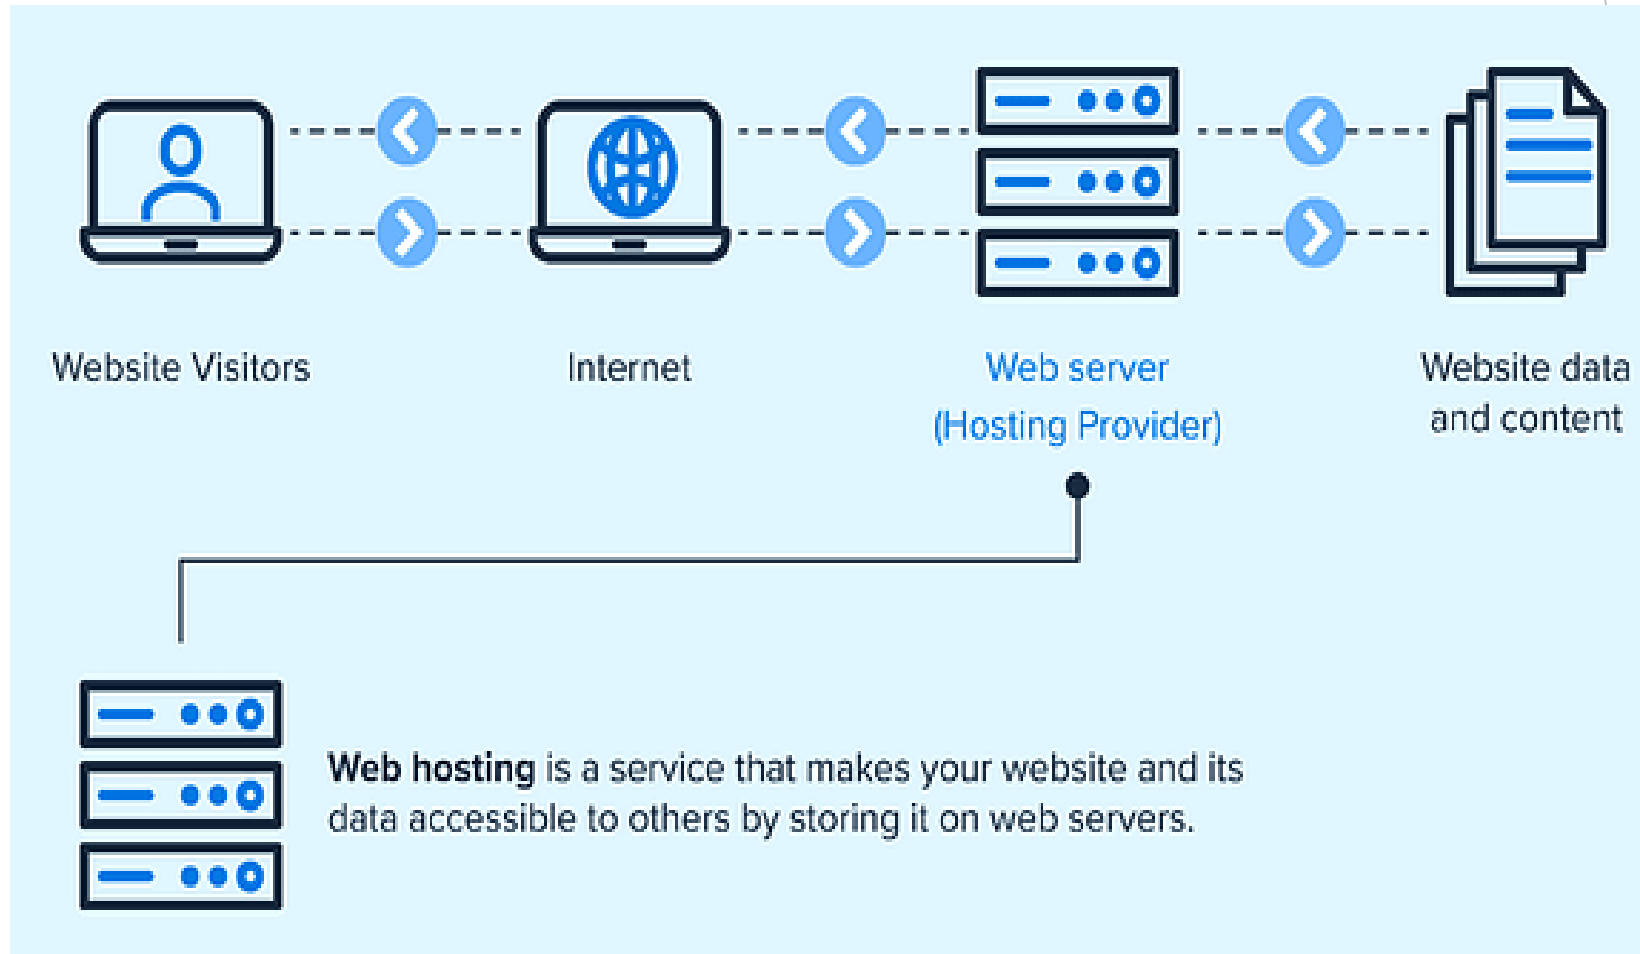 Website Visitors
Internet
Web server
(Hosting Provider)
Website data
and content
Web hosting is a service that makes your website and its
data accessible to others by storing it on web servers.